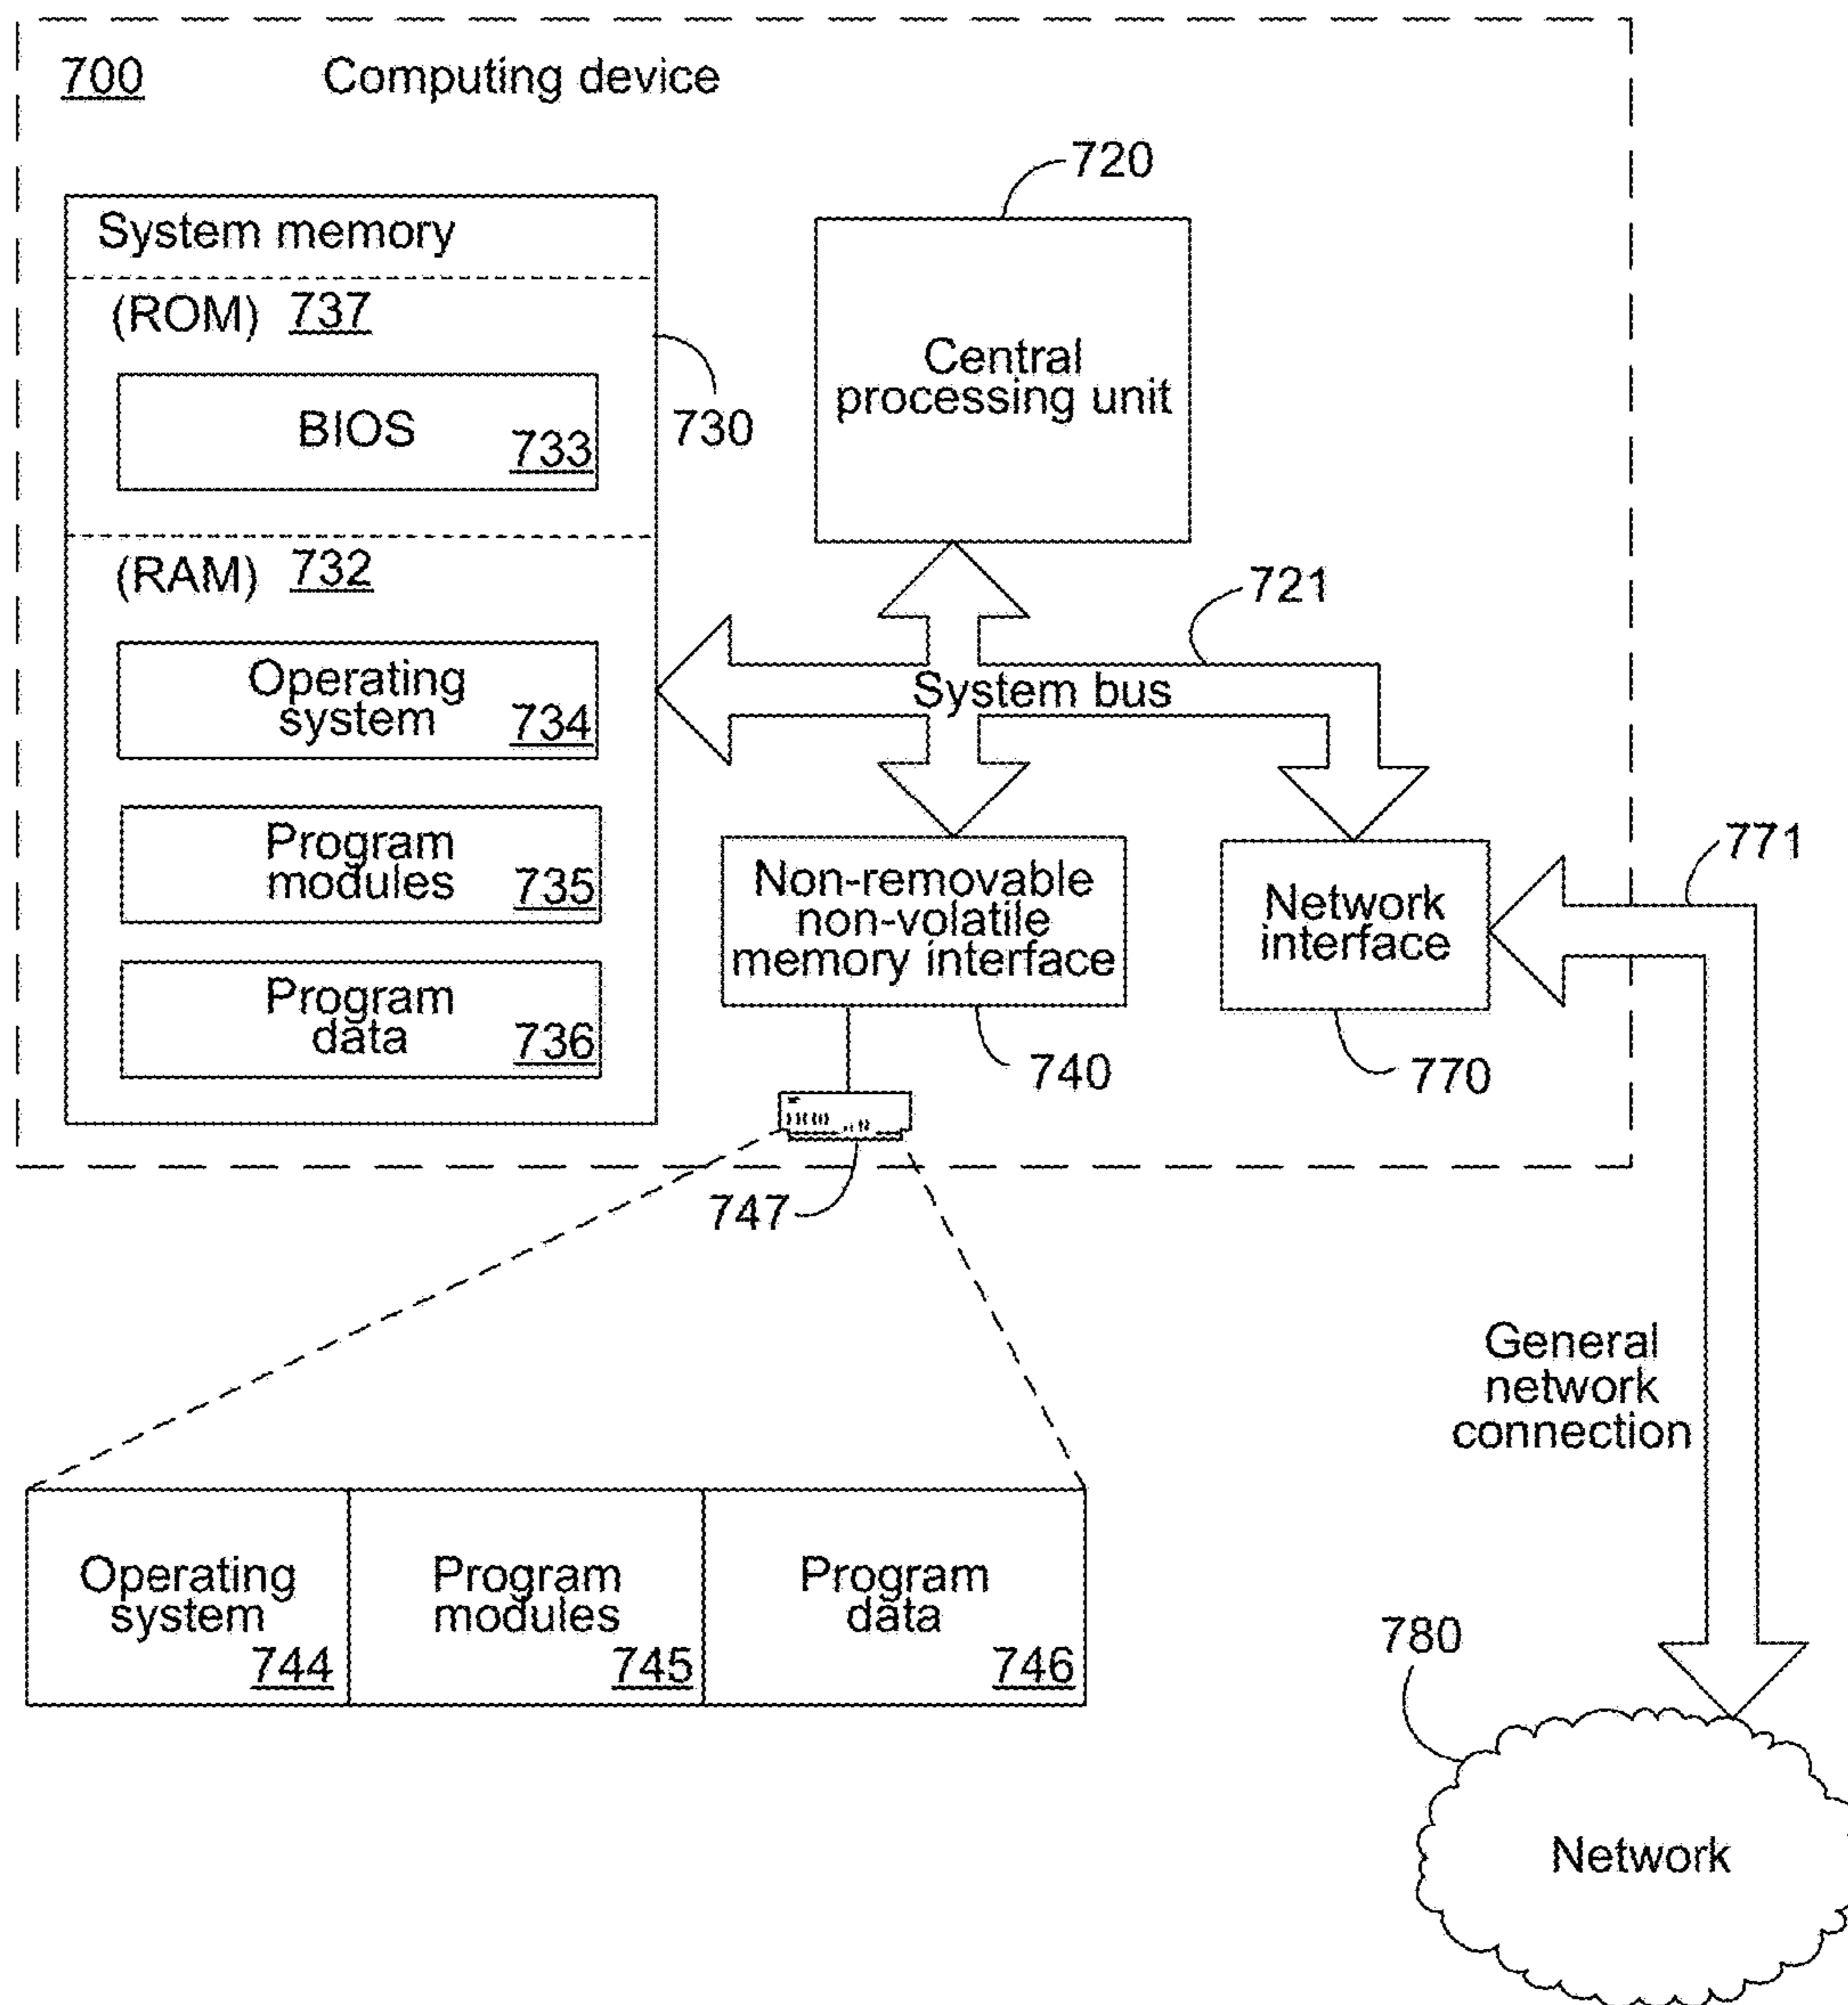 700 Computing device
720
System memory
(ROM) 737
BIOS 733
730
Central
processing unit
(RAM) 732
721
Operating
system 734
System bus
Program
modules 735
Program
data 736
Non-removable
non-volatile
memory interface
740
Network
interface
770
771
747
General
network
connection
Operating
system
744
Program
modules
745
Program
data
746
780
Network